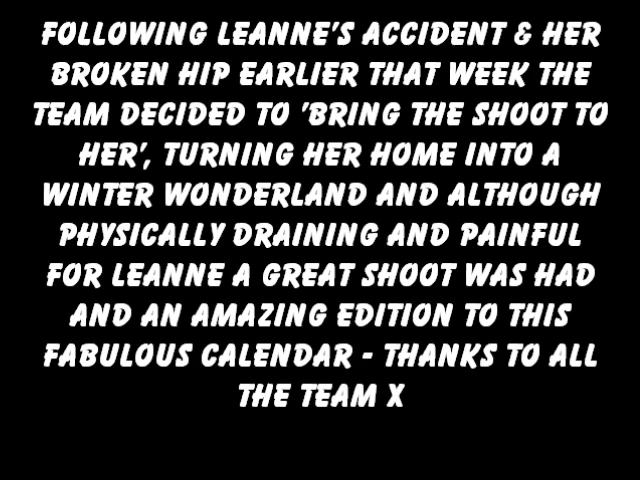 FOLLOWING LEANNE'S ACCIDENT & HER
BROKEN HIP EARLIER THAT WEEK THE
TEAM DECIDED TO 'BRING THE SHOOT TO
HER', TURNING HER HOME INTO A
WINTER WONDERLAND AND ALTHOUGH
PHYSICALLY DRAINING AND PAINFUL
FOR LEANNE A GREAT SHOOT WAS HAD
AND AN AMAZING EDITION TO THIS
FABULOUS CALENDAR - THANKS TO ALL
THE TEAM X